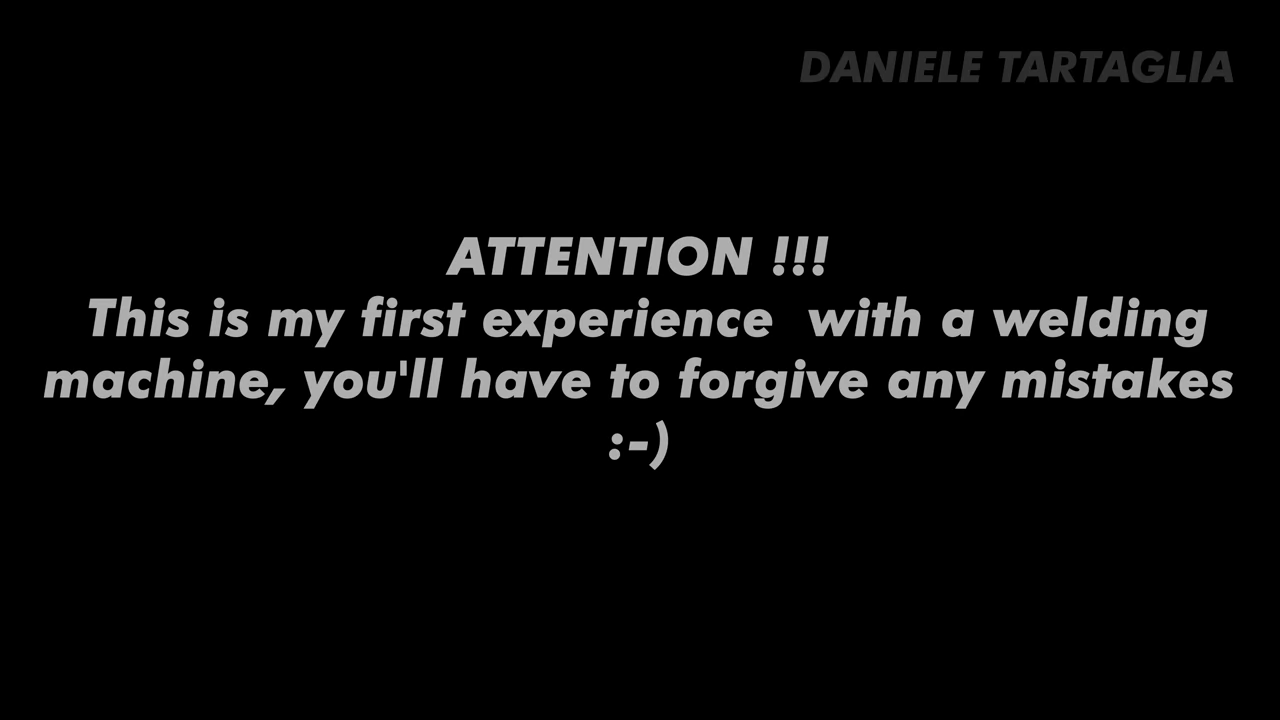 DANIELE TARTAGLIA
ATTENTION !!!
This is my first experience  with a welding
machine, you'll have to forgive any mistakes
:-)